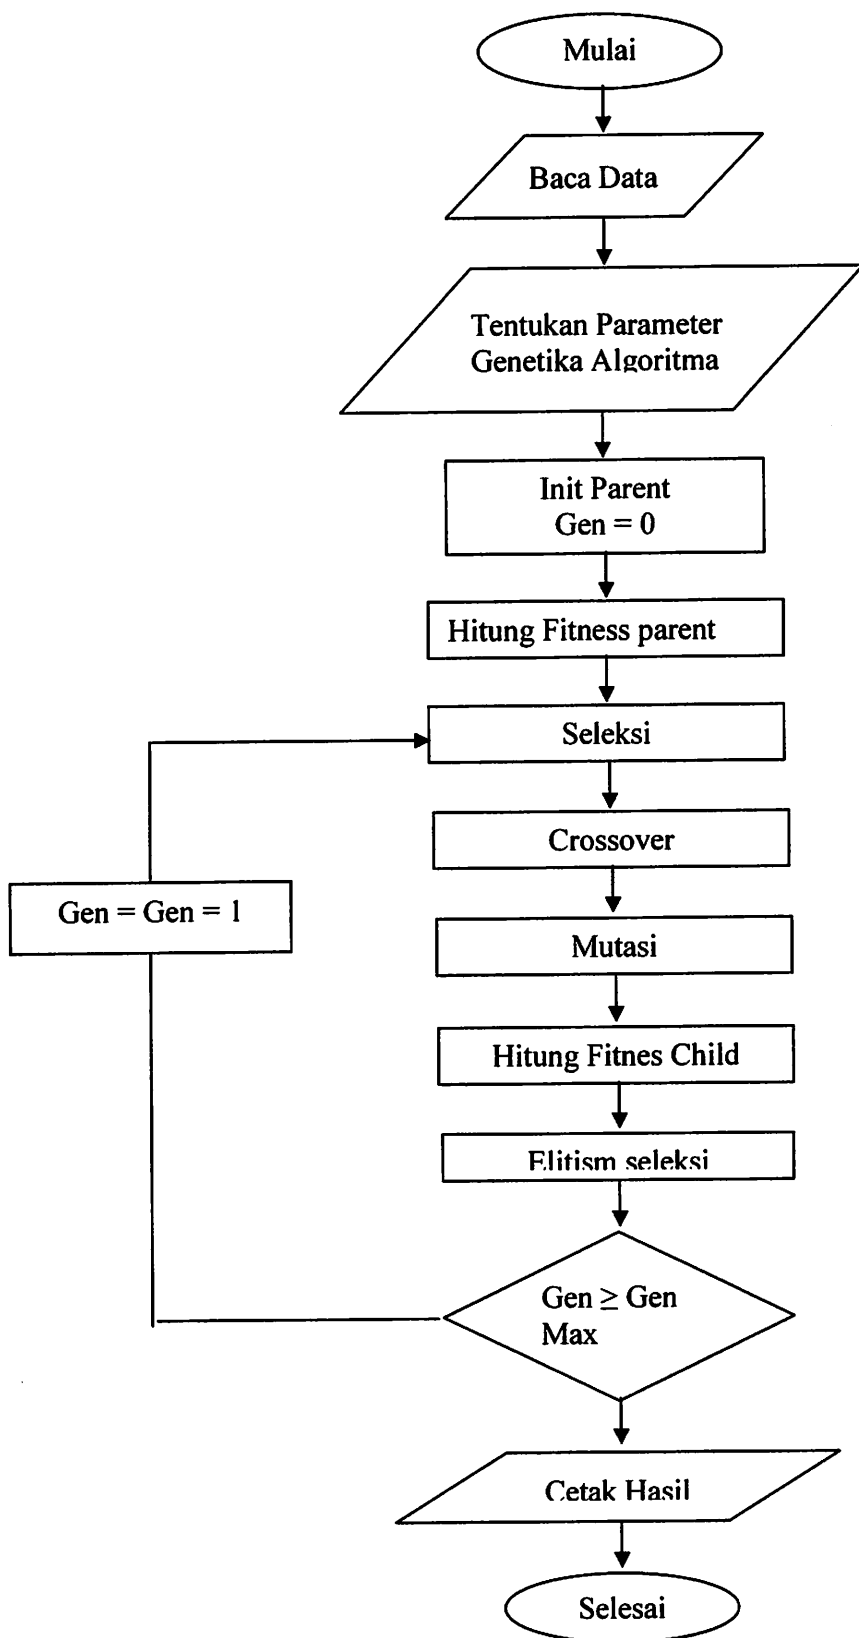 Mulai
Baca Data
Tentukan Parameter
Genetika Algoritma
Init Parent
Gen = 0
Hitung Fitness parent
Seleksi
Crossover
Gen = Gen = 1
Mutasi
Hitung Fitnes Child
Elitism seleksi
Gen ≥ Gen
Max
Cetak Hasil
Selesai